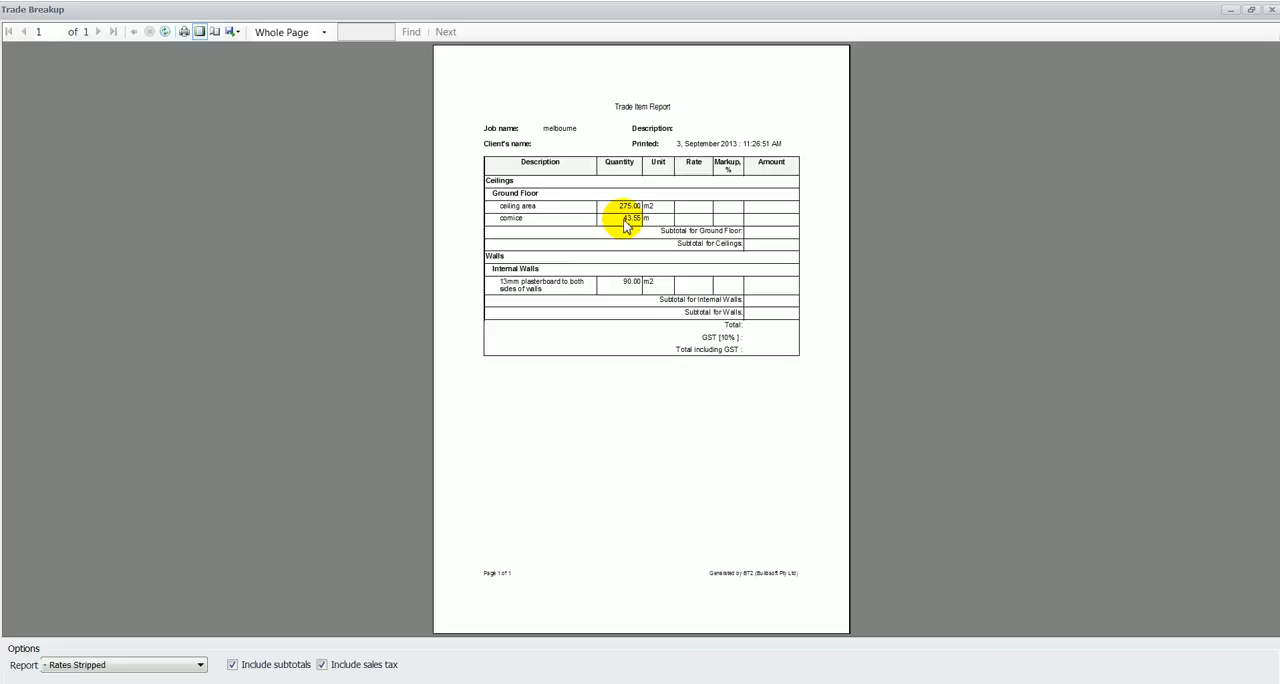 Trade Breakup
1 of 1 Whole Page Find Next
Trade Item Report
Job name: melbourne Description:
Client's name: Printed: 3, September 2013 : 11:26:51 AM
Description Quantity Unit Rate Markup, % Amount
Ceilings
Ground Floor
ceiling area 275.00 m2
cornice 43.55 m
Subtotal for Ground Floor:
Subtotal for Ceilings:
Walls
Internal Walls
13mm plasterboard to both 90.00 m2
sides of walls
Subtotal for Internal Walls:
Subtotal for Walls:
Total:
GST [10% ] :
Total including GST :
Page 1 of 1 Generated by BT2 (Buildsoft Pty Ltd)
Options
Report - Rates Stripped Include subtotals Include sales tax